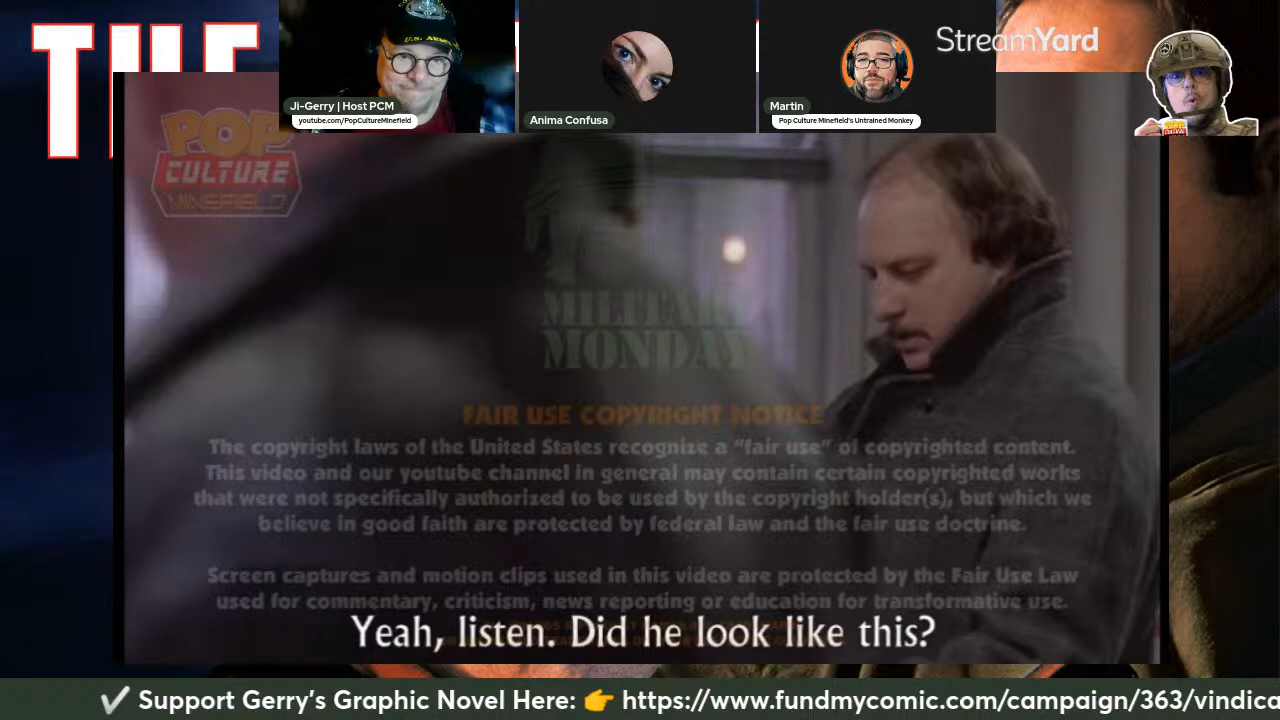 THE
StreamYard
Ji-Gerry | Host PCM
youtube.com/PopCultureMinefield
Anima Confusa
Martin
Pop Culture Minefield's Untrained Monkey
U.S. ARMY
POP
CULTURE
MINEFIELD
MILITARY
MONDAY
FAIR USE COPYRIGHT NOTICE
The copyright laws of the United States recognize a "fair use" of copyrighted content.
This video and our youtube channel in general may contain certain copyrighted works
that were not specifically authorized to be used by the copyright holder(s), but which we
believe in good faith are protected by federal law and the fair use doctrine.
Screen captures and motion clips used in this video are protected by the Fair Use Law
used for commentary, criticism, news reporting or education for transformative use.
Yeah, listen. Did he look like this?
✔ Support Gerry's Graphic Novel Here: 👉 https://www.fundmycomic.com/campaign/363/vindica